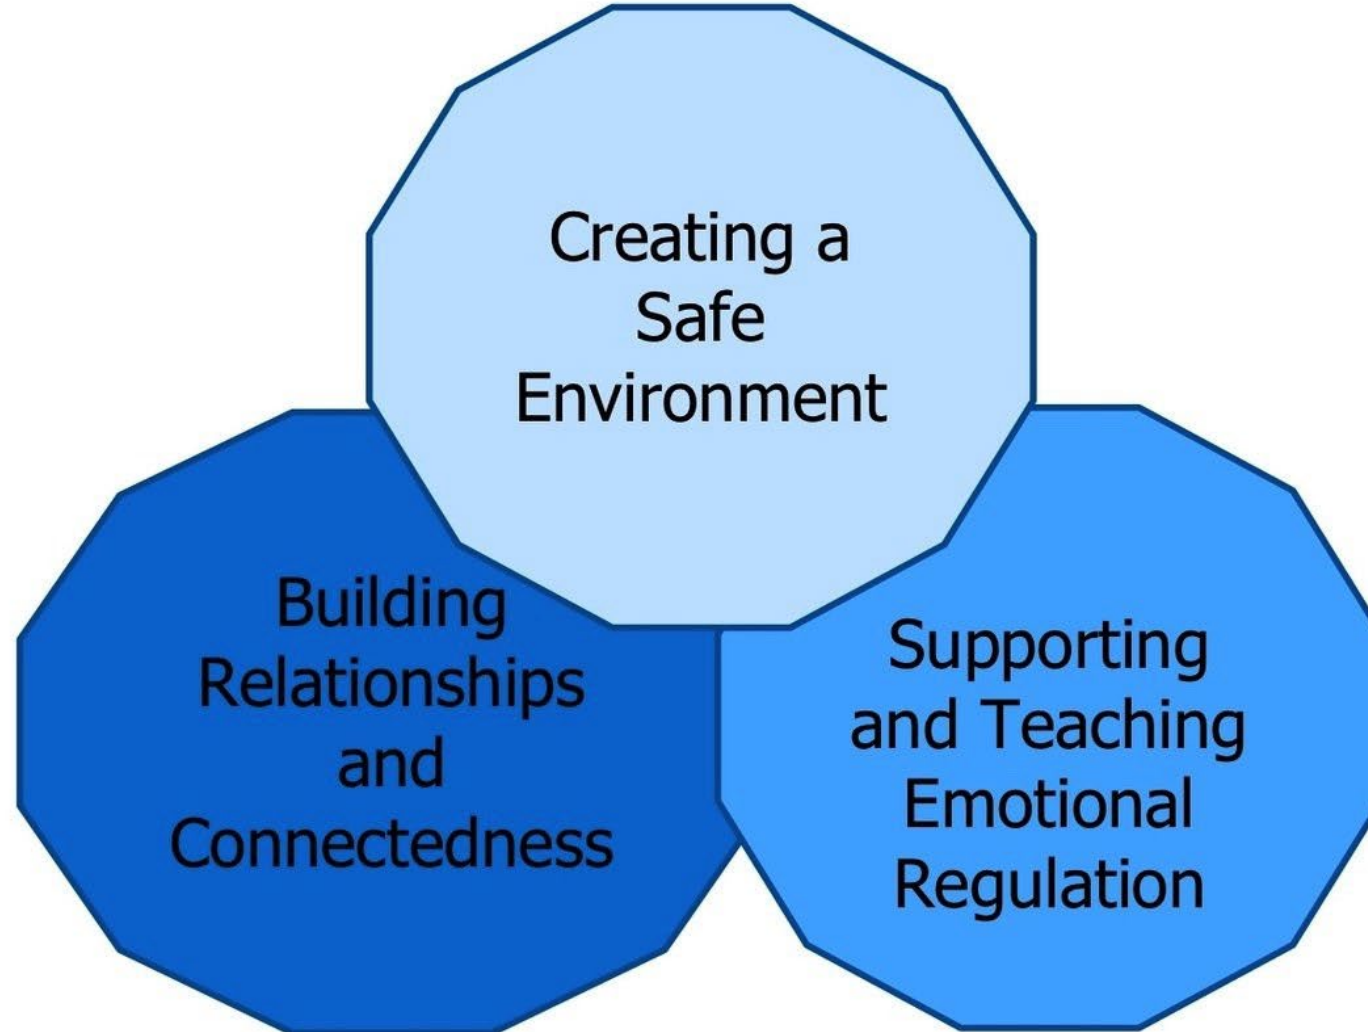 Creating a
Safe
Environment
Building
Relationships
and
Connectedness
Supporting
and Teaching
Emotional
Regulation